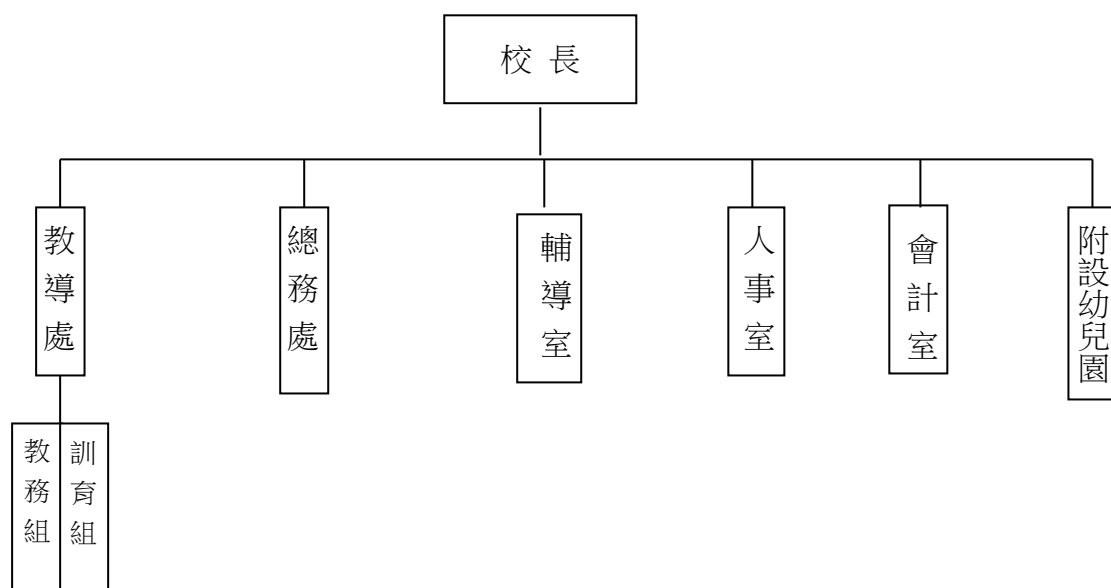 校 長
教導處
總務處
輔導室
人事室
會計室
附設幼兒園
教務組
訓育組